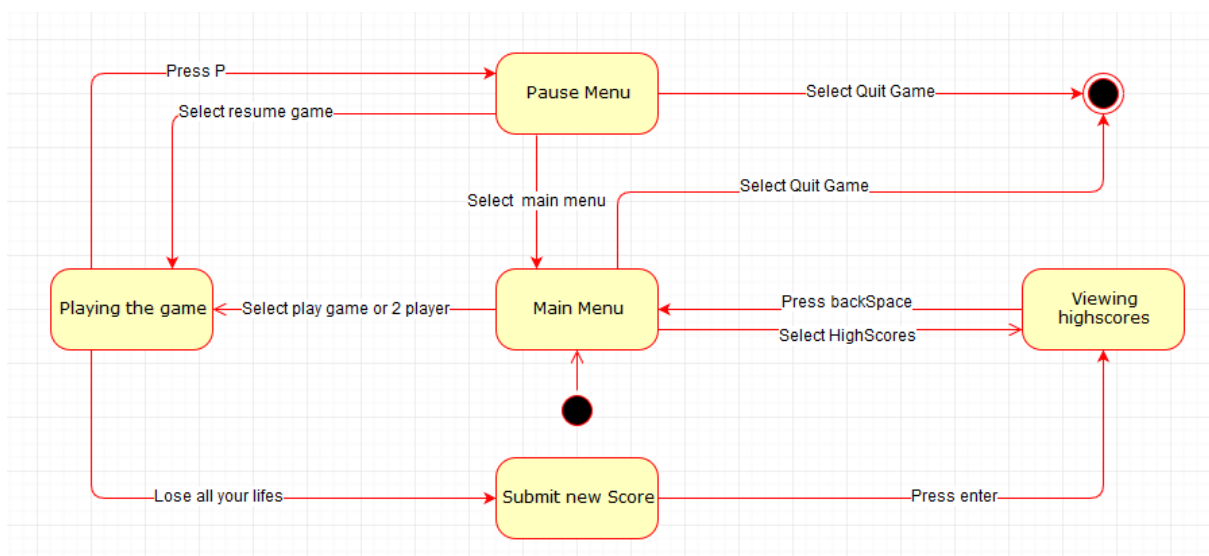 Press P
Pause Menu
Select Quit Game
Select resume game
Select Quit Game
Select  main menu
Playing the game
Select play game or 2 player
Main Menu
Press backSpace
Select HighScores
Viewing
highscores
Lose all your lifes
Submit new Score
Press enter